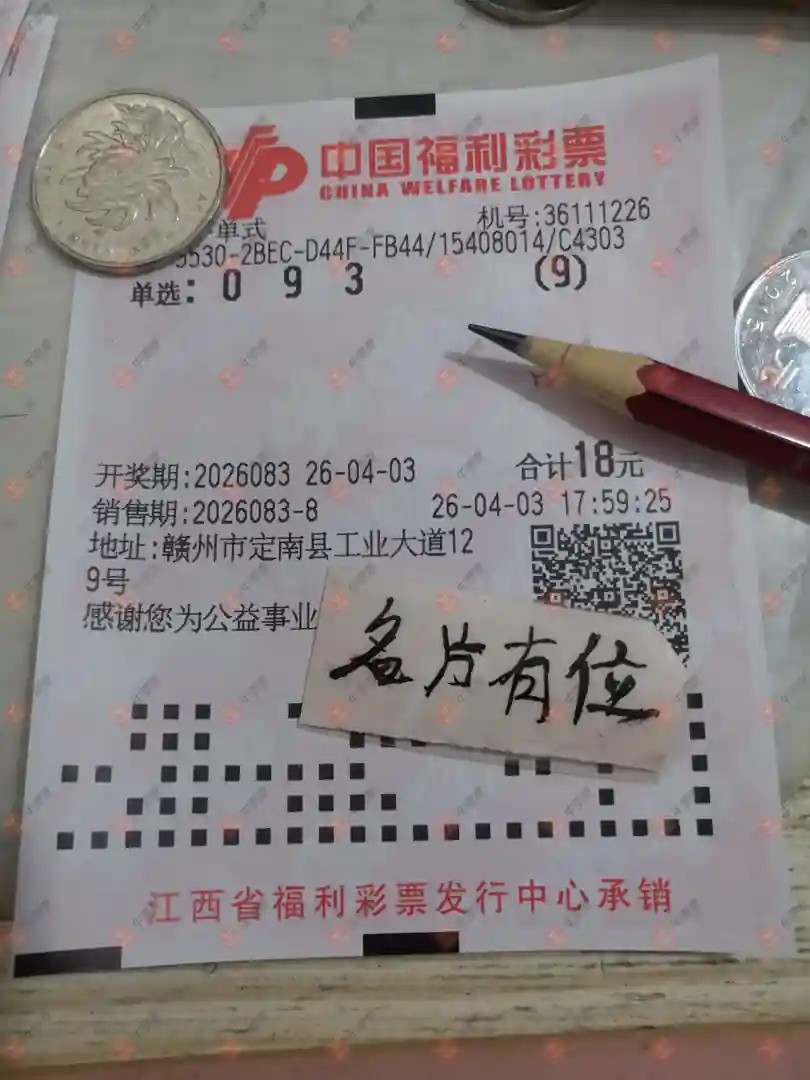 中国福利彩票
CHINA WELFARE LOTTERY
单式 机号:36111226
5530-2BEC-D44F-FB44/15408014/C4303
单选: 0 9 3 (9)
开奖期:2026083 26-04-03 合计18元
销售期:2026083-8 26-04-03 17:59:25
地址:赣州市定南县工业大道12
9号
感谢您为公益事业
名片有位
江西省福利彩票发行中心承销